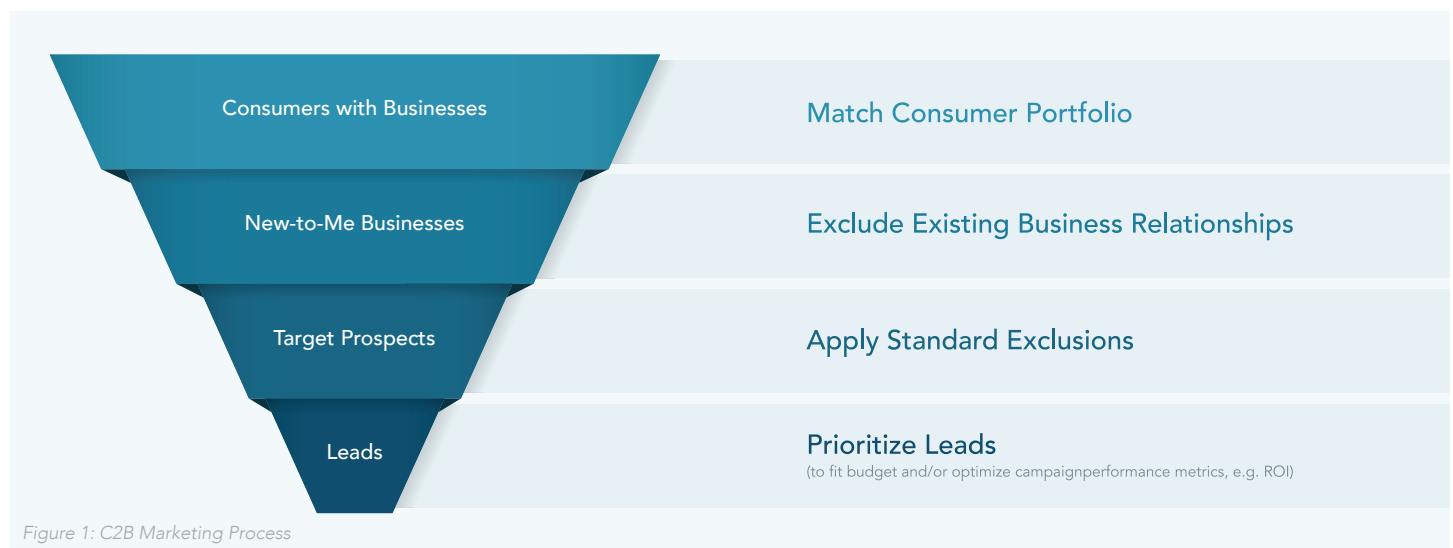 Consumers with Businesses
Match Consumer Portfolio
New-to-Me Businesses
Exclude Existing Business Relationships
Target Prospects
Apply Standard Exclusions
Leads
Prioritize Leads
(to fit budget and/or optimize campaignperformance metrics, e.g. ROI)
Figure 1: C2B Marketing Process